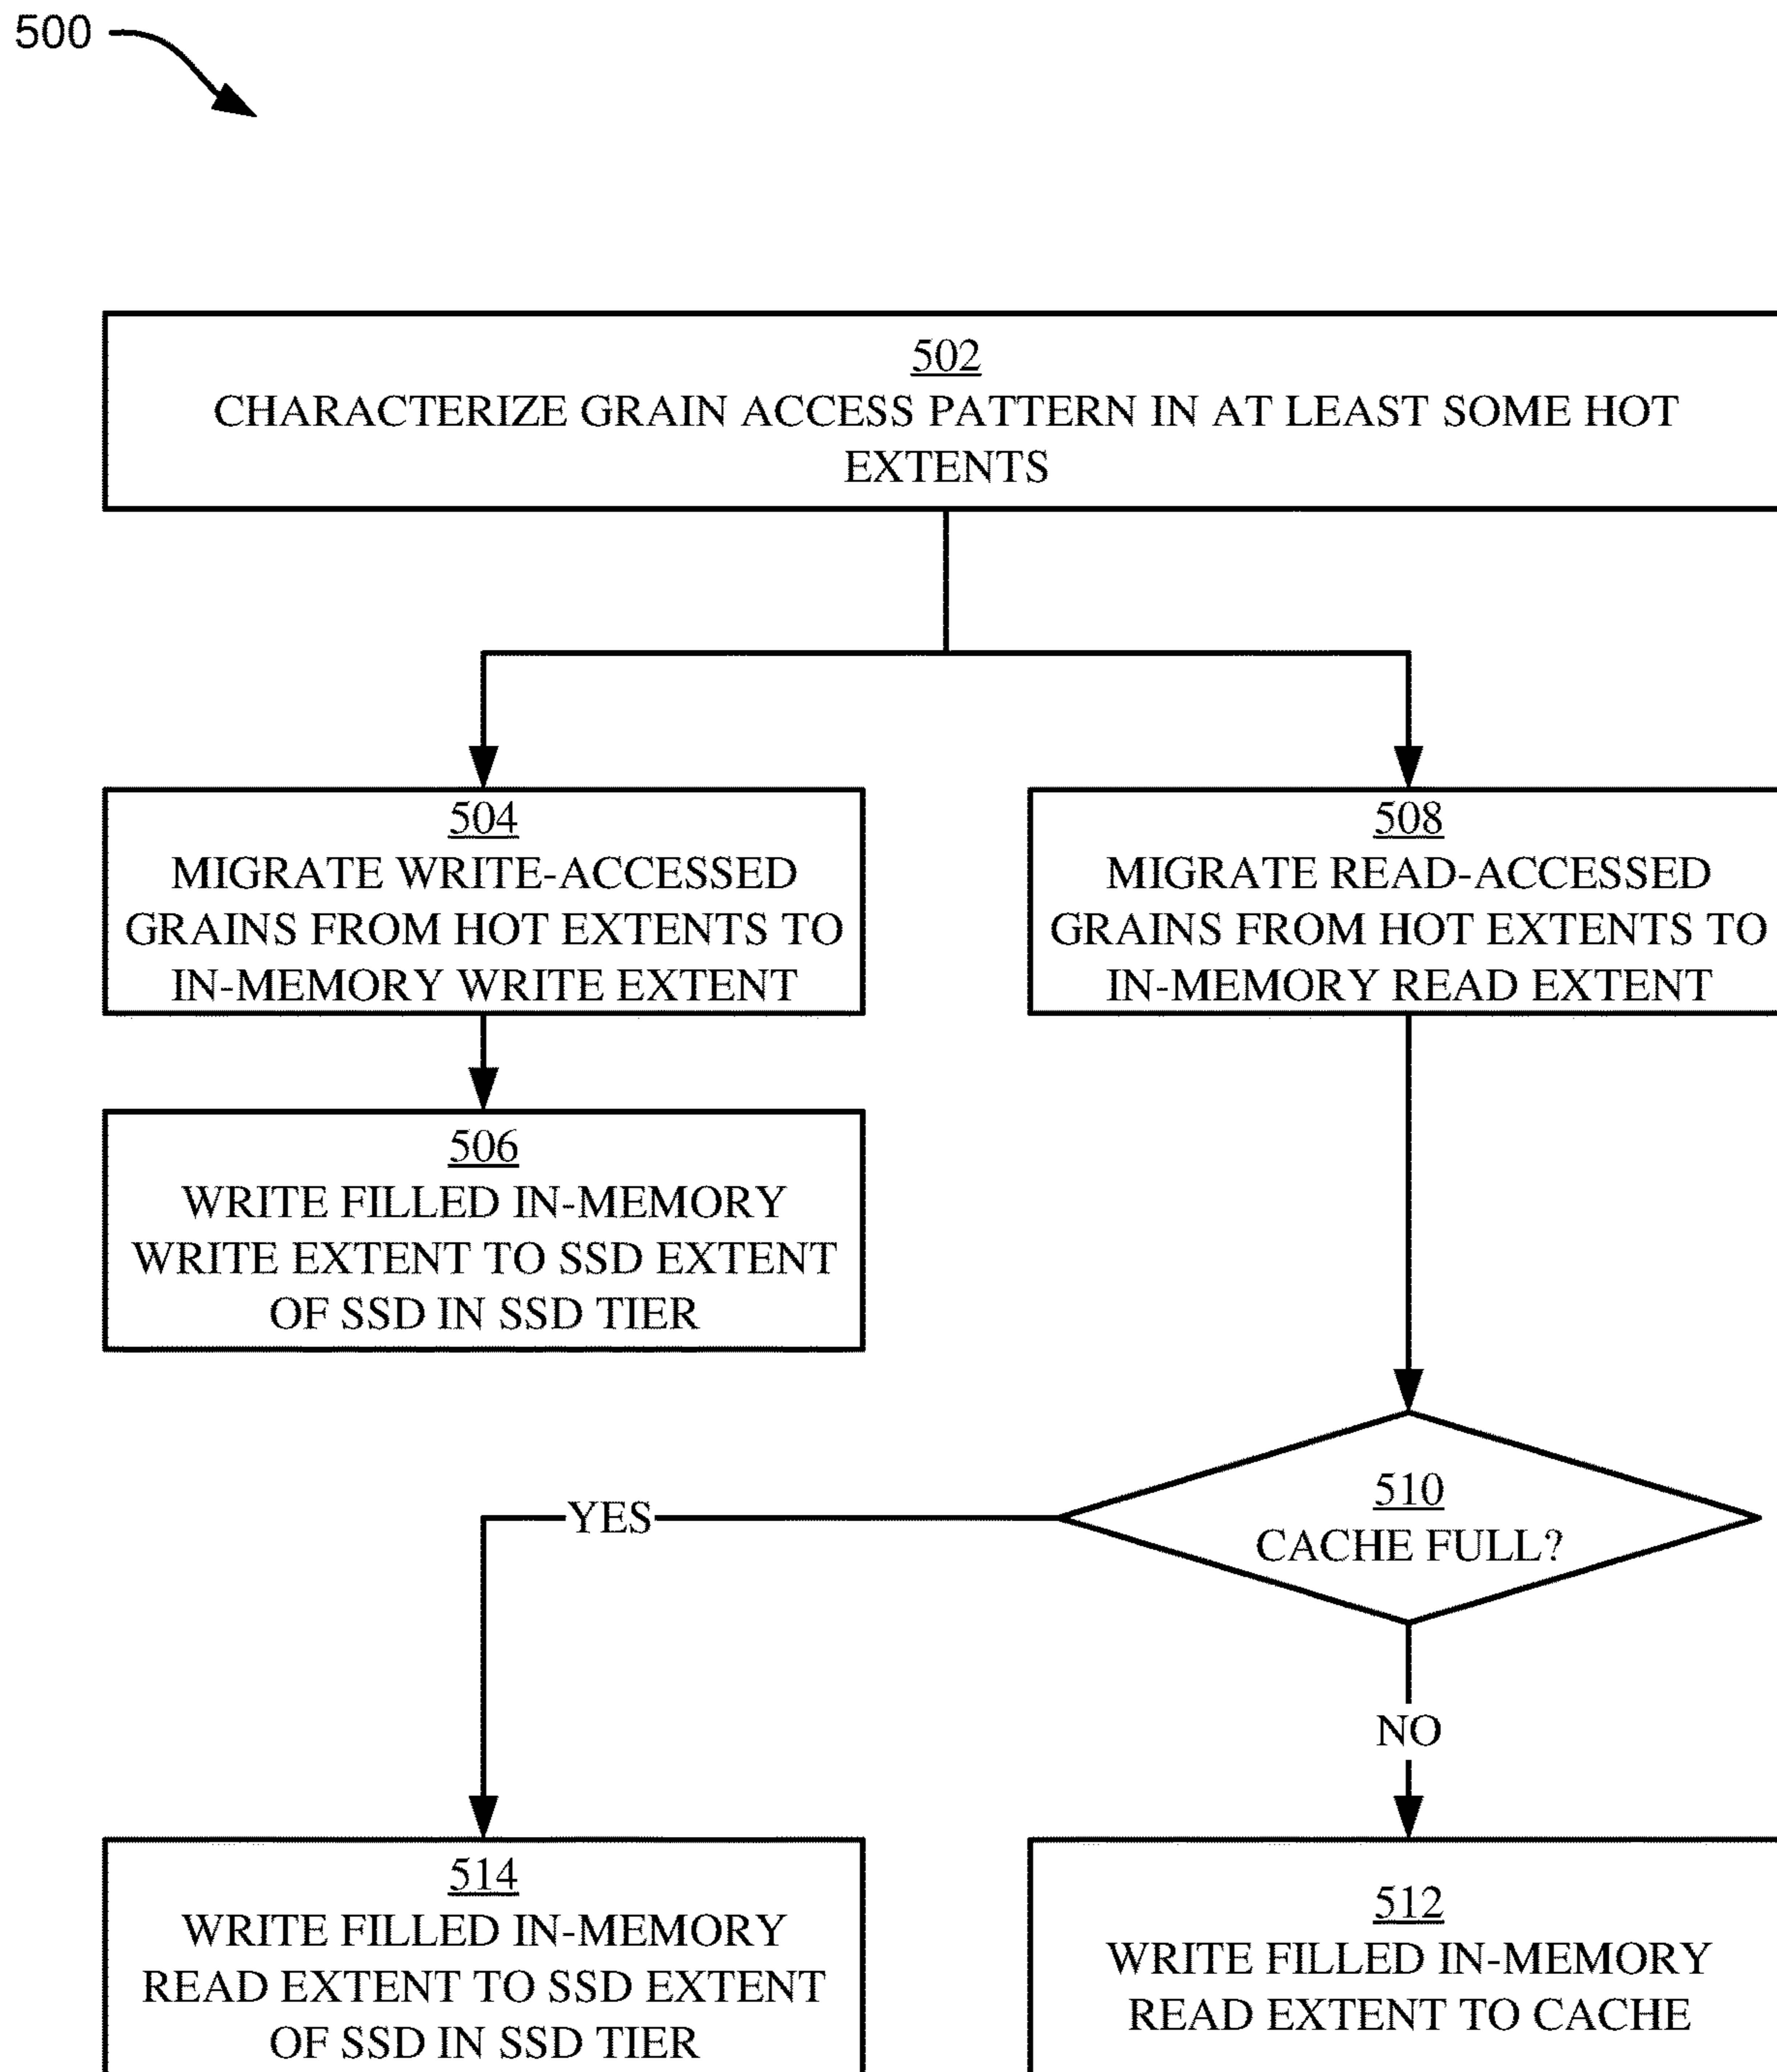 500
502
CHARACTERIZE GRAIN ACCESS PATTERN IN AT LEAST SOME HOT
EXTENTS
504
MIGRATE WRITE-ACCESSED
GRAINS FROM HOT EXTENTS TO
IN-MEMORY WRITE EXTENT
508
MIGRATE READ-ACCESSED
GRAINS FROM HOT EXTENTS TO
IN-MEMORY READ EXTENT
506
WRITE FILLED IN-MEMORY
WRITE EXTENT TO SSD EXTENT
OF SSD IN SSD TIER
510
CACHE FULL?
YES
NO
514
WRITE FILLED IN-MEMORY
READ EXTENT TO SSD EXTENT
OF SSD IN SSD TIER
512
WRITE FILLED IN-MEMORY
READ EXTENT TO CACHE